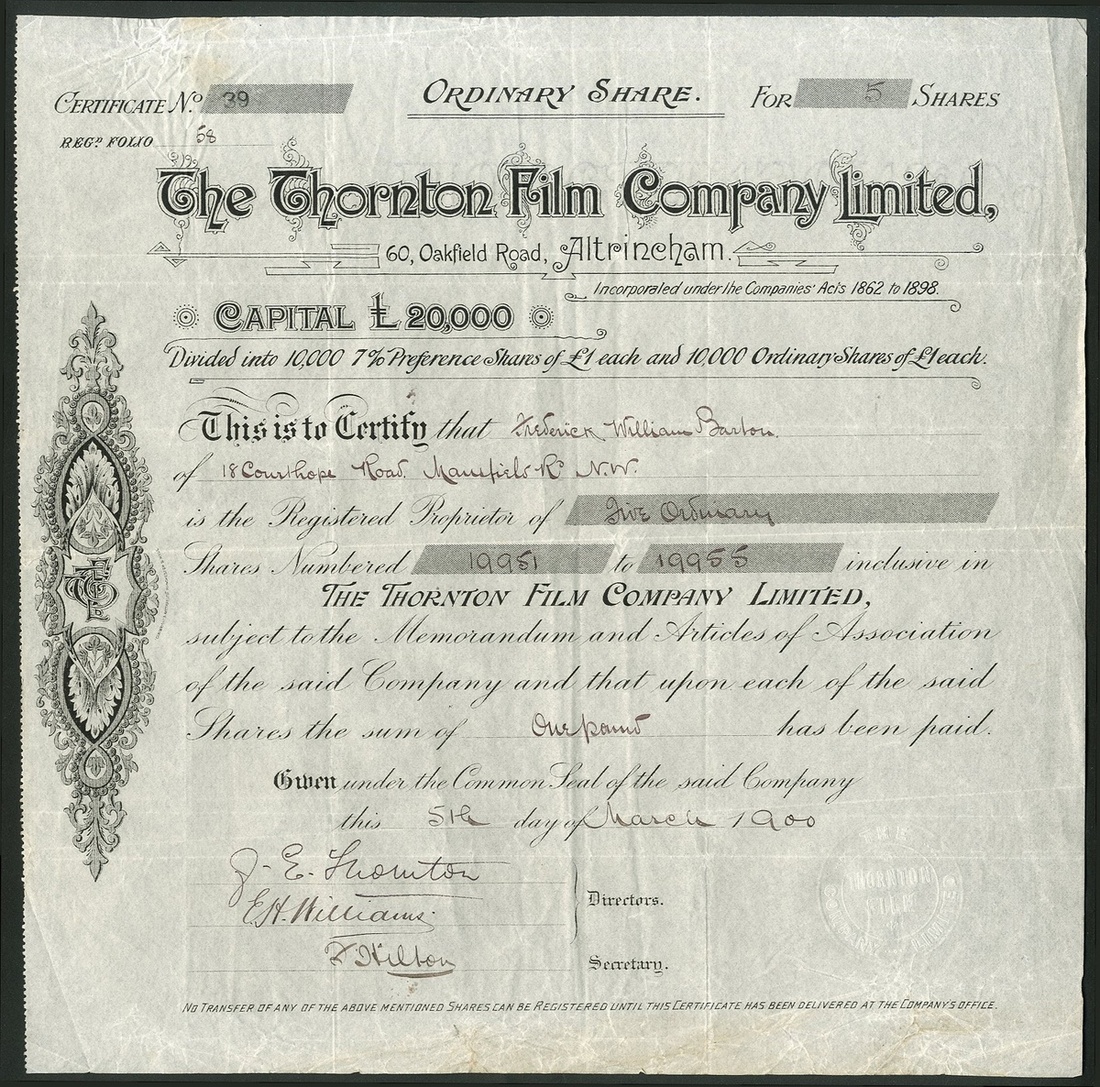 CERTIFICATE No. 39 ORDINARY SHARE. FOR 5 SHARES
REGD FOLIO 58
The Thornton Film Company Limited,
60, Oakfield Road, Altrincham.
Incorporated under the Companies' Acts 1862 to 1898.
CAPITAL £20,000
Divided into 10,000 7% Preference Shares of £1 each and 10,000 Ordinary Shares of £1 each.
This is to Certify that Frederick William Barton.
of 18 Courthope Road. Mansfield Rd N.W.
is the Registered Proprietor of Five Ordinary
Shares Numbered 19951 to 19955 inclusive in
THE THORNTON FILM COMPANY LIMITED,
subject to the Memorandum and Articles of Association
of the said Company and that upon each of the said
Shares the sum of One pound has been paid.
Given under the Common Seal of the said Company
this 5th day of March 1900
J. E. Thornton
E.H. Williams. Directors.
F Hilton Secretary.
THE THORNTON FILM
NO TRANSFER OF ANY OF THE ABOVE MENTIONED SHARES CAN BE REGISTERED UNTIL THIS CERTIFICATE HAS BEEN DELIVERED AT THE COMPANY'S OFFICE.